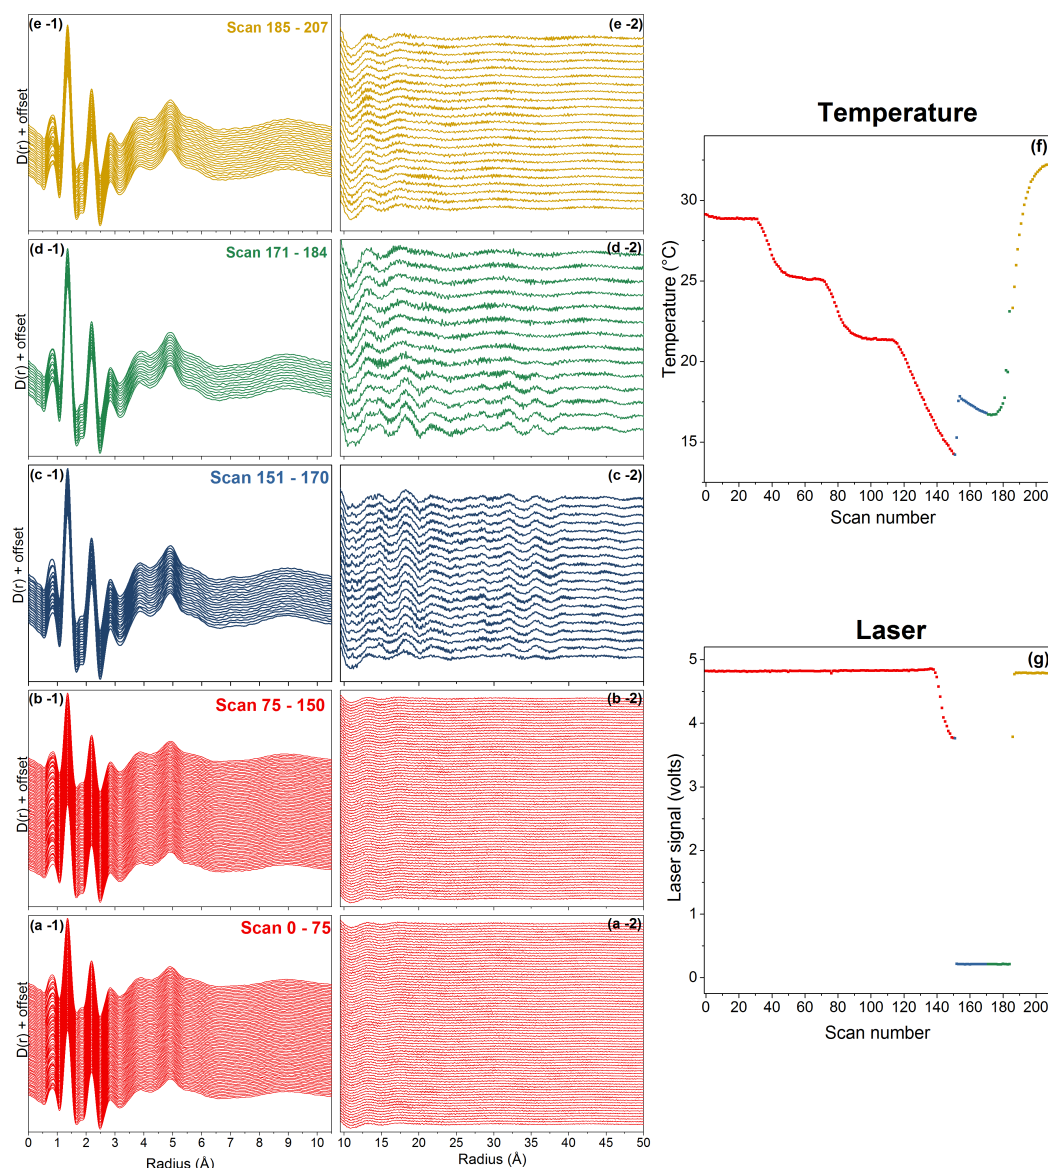 (e -1)
Scan 185 - 207
(e -2)
D(r) + offset
(d -1)
Scan 171 - 184
(d -2)
D(r) + offset
(c -1)
Scan 151 - 170
(c -2)
D(r) + offset
(b -1)
Scan 75 - 150
(b -2)
D(r) + offset
(a -1)
Scan 0 - 75
(a -2)
D(r) + offset
0 1 2 3 4 5 6 7 8 9 10
Radius (Å)
10 15 20 25 30 35 40 45 50
Radius (Å)
Temperature
(f)
30
25
20
15
Temperature (°C)
0 20 40 60 80 100 120 140 160 180 200
Scan number
Laser
(g)
5
4
3
2
1
0
Laser signal (volts)
0 20 40 60 80 100 120 140 160 180 200
Scan number